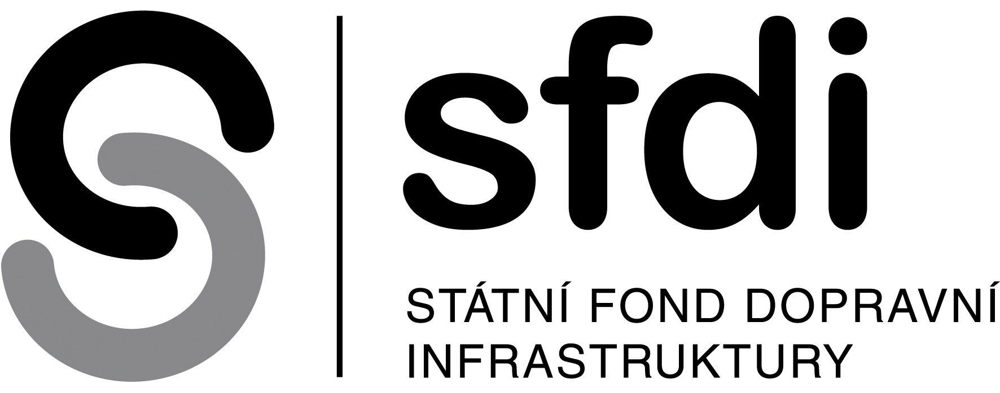 sfdi
STÁTNÍ FOND DOPRAVNÍ
INFRASTRUKTURY